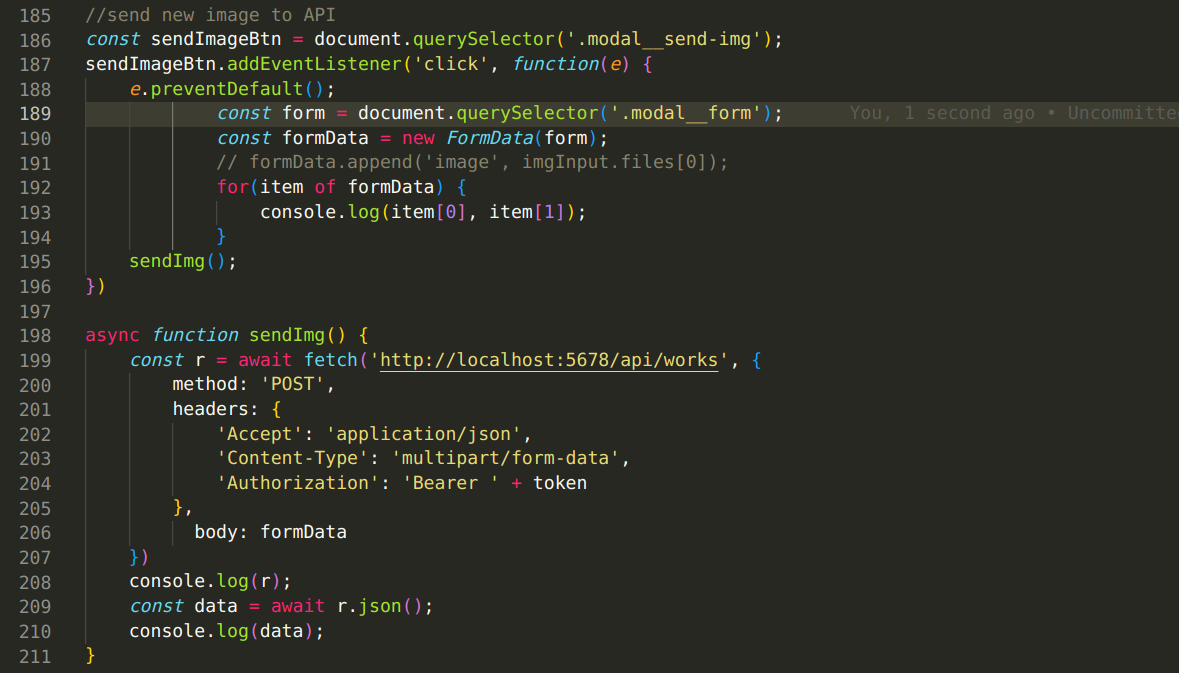 185 //send new image to API
186 const sendImageBtn = document.querySelector('.modal__send-img');
187 sendImageBtn.addEventListener('click', function(e) {
188 e.preventDefault();
189 const form = document.querySelector('.modal__form'); You, 1 second ago • Uncommitte
190 const formData = new FormData(form);
191 // formData.append('image', imgInput.files[0]);
192 for(item of formData) {
193 console.log(item[0], item[1]);
194 }
195 sendImg();
196 })
197
198 async function sendImg() {
199 const r = await fetch('http://localhost:5678/api/works', {
200 method: 'POST',
201 headers: {
202 'Accept': 'application/json',
203 'Content-Type': 'multipart/form-data',
204 'Authorization': 'Bearer ' + token
205 },
206 body: formData
207 })
208 console.log(r);
209 const data = await r.json();
210 console.log(data);
211 }